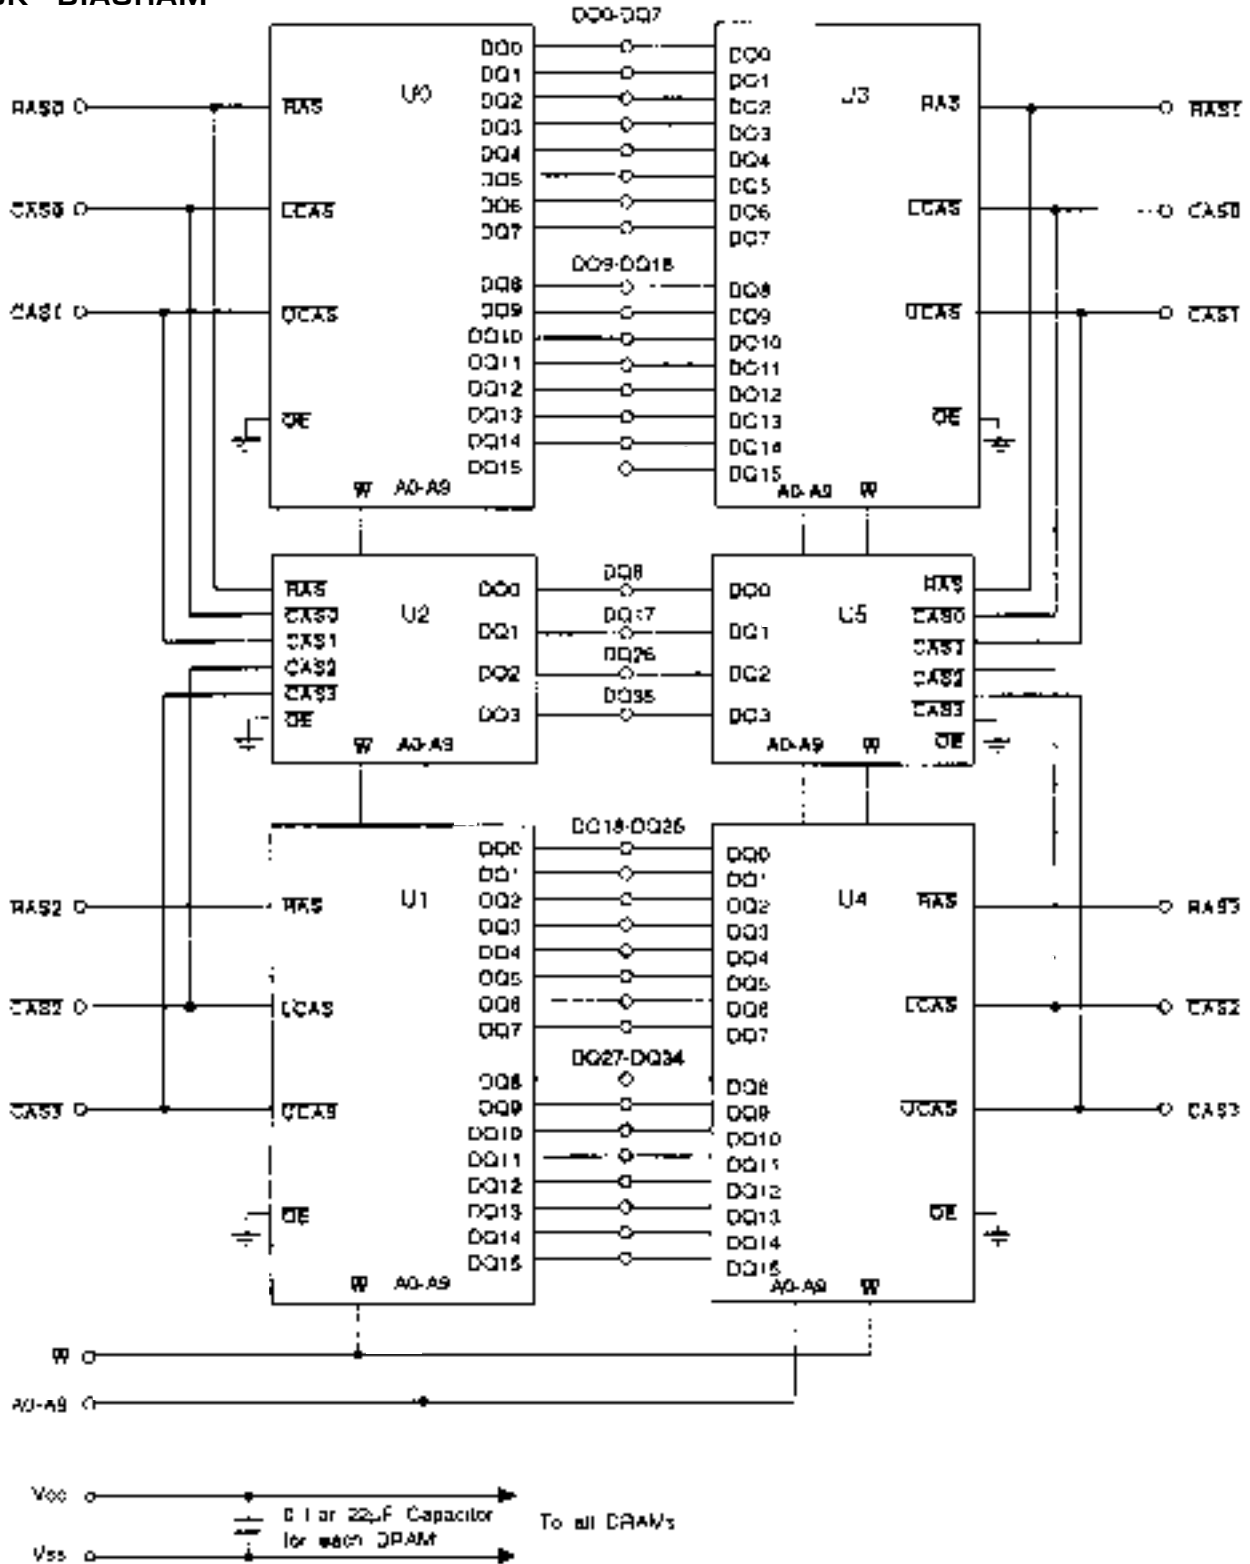 DIAGRAM
DQ0-DQ7
U0
RAS
LCAS
UCAS
OE
W A0-A9
DQ0
DQ1
DQ2
DQ3
DQ4
DQ5
DQ6
DQ7
DQ9-DQ16
DQ8
DQ9
DQ10
DQ11
DQ12
DQ13
DQ14
DQ15
RAS0
CAS0
CAS1
DQ0
DQ1
DQ2
DQ3
DQ4
DQ5
DQ6
DQ7
DQ8
DQ9
DQ10
DQ11
DQ12
DQ13
DQ14
DQ15
U3
RAS
LCAS
UCAS
OE
A0-A9 W
RAS1
CAS0
CAS1
RAS
CAS0
CAS1
CAS2
CAS3
OE
U2
W A0-A9
DQ0
DQ1
DQ2
DQ3
DQ8
DQ17
DQ26
DQ35
DQ0
DQ1
DQ2
DQ3
U5
RAS
CAS0
CAS1
CAS2
CAS3
OE
A0-A9 W
DQ18-DQ25
RAS2
CAS2
CAS3
RAS
LCAS
UCAS
OE
U1
W A0-A9
DQ0
DQ1
DQ2
DQ3
DQ4
DQ5
DQ6
DQ7
DQ27-DQ34
DQ8
DQ9
DQ10
DQ11
DQ12
DQ13
DQ14
DQ15
DQ0
DQ1
DQ2
DQ3
DQ4
DQ5
DQ6
DQ7
DQ8
DQ9
DQ10
DQ11
DQ12
DQ13
DQ14
DQ15
U4
RAS
LCAS
UCAS
OE
A0-A9 W
RAS3
CAS2
CAS3
W
A0-A9
Vcc
Vss
or 22μF Capacitor
for each DRAM
To all DRAMs